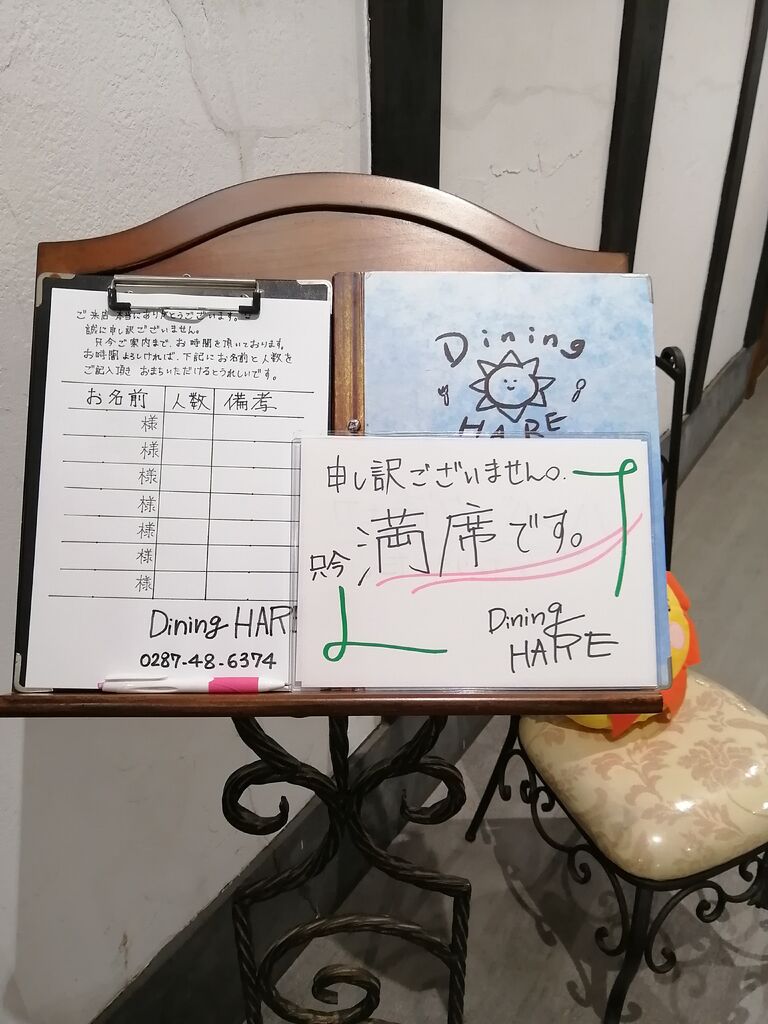 ご来店 本当にありがとうございます。
誠に申し訳ございません。
只今ご案内まで、お時間を頂いております。
お時間よろしければ、下記にお名前と人数を
ご記入頂き おまちいただけるとうれしいです。
お名前 人数 備考
様
様
様
様
様
様
様
Dining HAR
0287-48-6374
Dining
HARE
申し訳ございません。
只今 満席です。
Dining
HARE